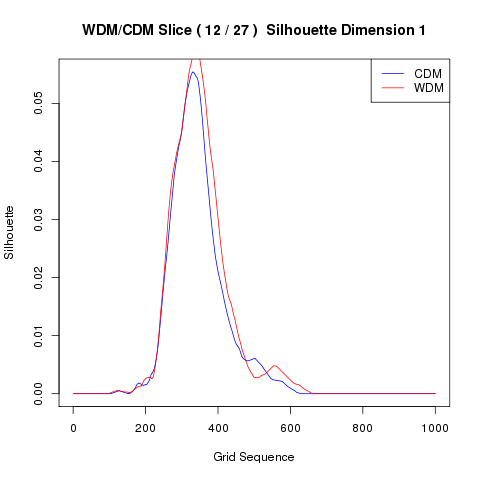 WDM/CDM Slice ( 12 / 27 )  Silhouette Dimension 1
CDM
WDM
Silhouette
0.05
0.04
0.03
0.02
0.01
0.00
0 200 400 600 800 1000
Grid Sequence